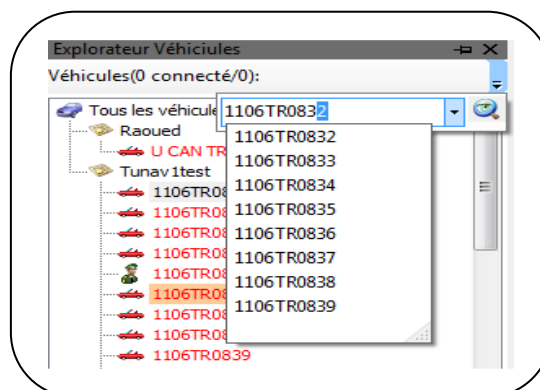 Explorateur Véhiciules
Véhicules(0 connecté/0):
Tous les véhicule
1106TR0832
Raoued
U CAN TR
Tunav1test
1106TR08
1106TR08
1106TR08
1106TR08
1106TR08
1106TR08
1106TR08
1106TR08
1106TR0839
1106TR0832
1106TR0833
1106TR0834
1106TR0835
1106TR0836
1106TR0837
1106TR0838
1106TR0839